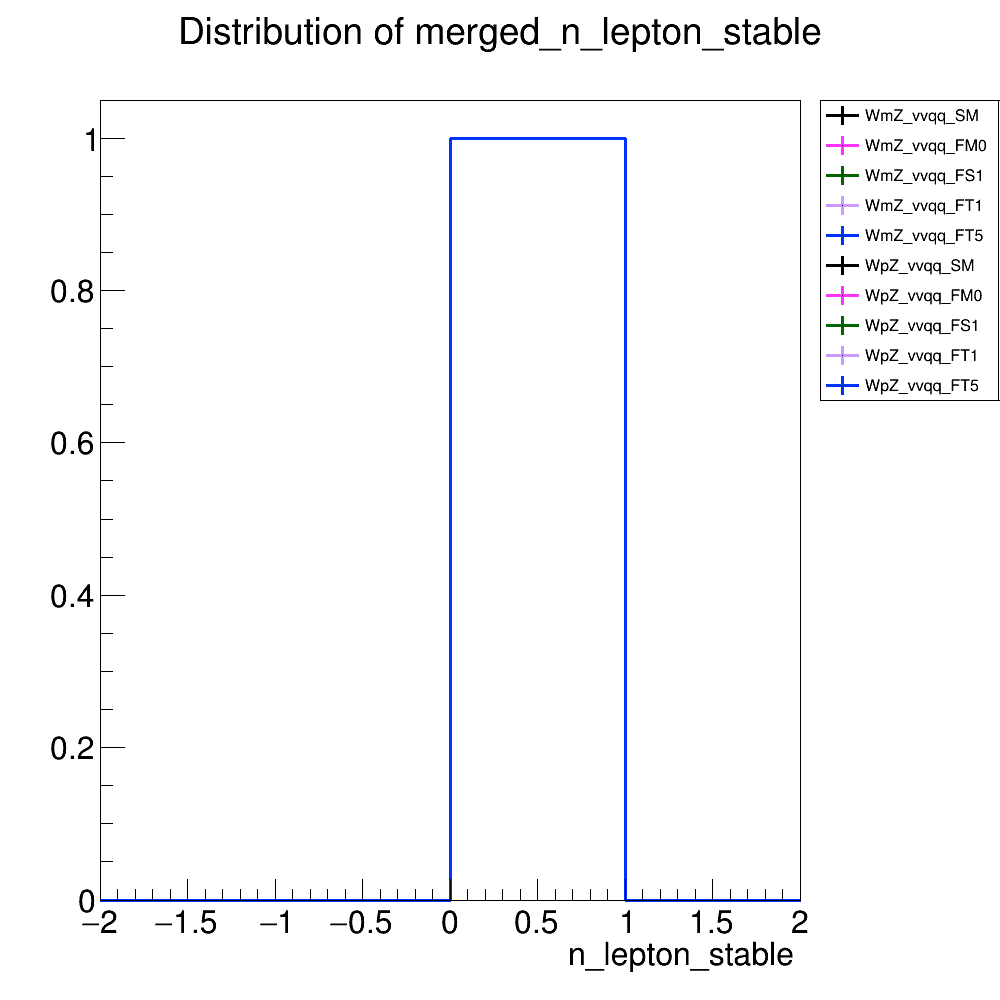 Distribution of merged_n_lepton_stable
WmZ_vvqq_SM
WmZ_vvqq_FM0
WmZ_vvqq_FS1
WmZ_vvqq_FT1
WmZ_vvqq_FT5
WpZ_vvqq_SM
WpZ_vvqq_FM0
WpZ_vvqq_FS1
WpZ_vvqq_FT1
WpZ_vvqq_FT5
1
0.8
0.6
0.4
0.2
0
−2 −1.5 −1 −0.5 0 0.5 1 1.5 2
n_lepton_stable